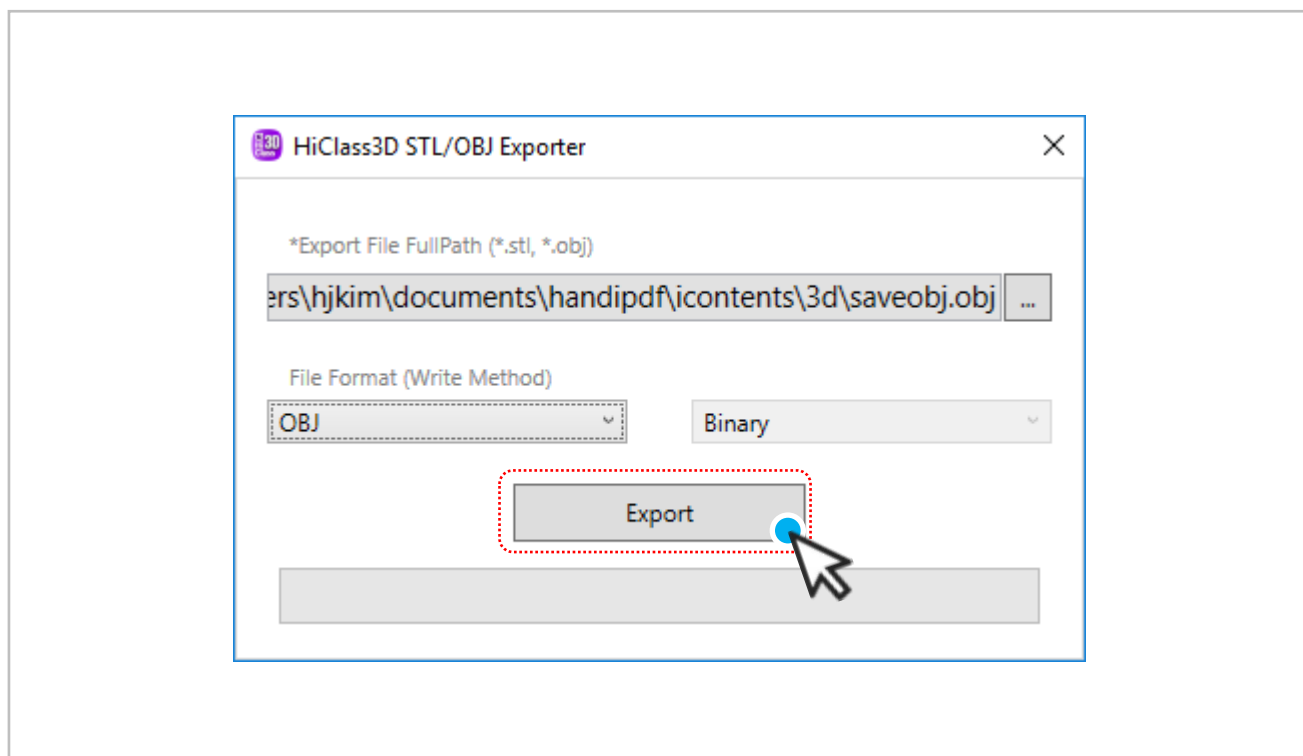 HiClass3D STL/OBJ Exporter
*Export File FullPath (*.stl, *.obj)
ers\hjkim\documents\handipdf\icontents\3d\saveobj.obj ...
File Format (Write Method)
OBJ Binary
Export